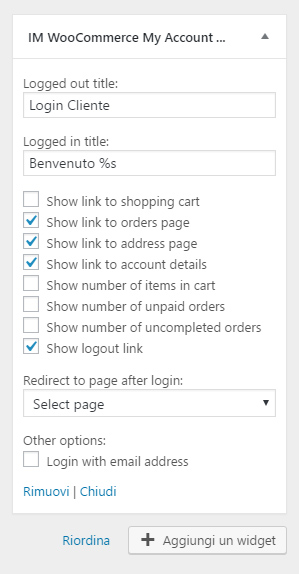 IM WooCommerce My Account ...
Logged out title:
Login Cliente
Logged in title:
Benvenuto %s
Show link to shopping cart
Show link to orders page
Show link to address page
Show link to account details
Show number of items in cart
Show number of unpaid orders
Show number of uncompleted orders
Show logout link
Redirect to page after login:
Select page
Other options:
Login with email address
Rimuovi | Chiudi
Riordina
Aggiungi un widget